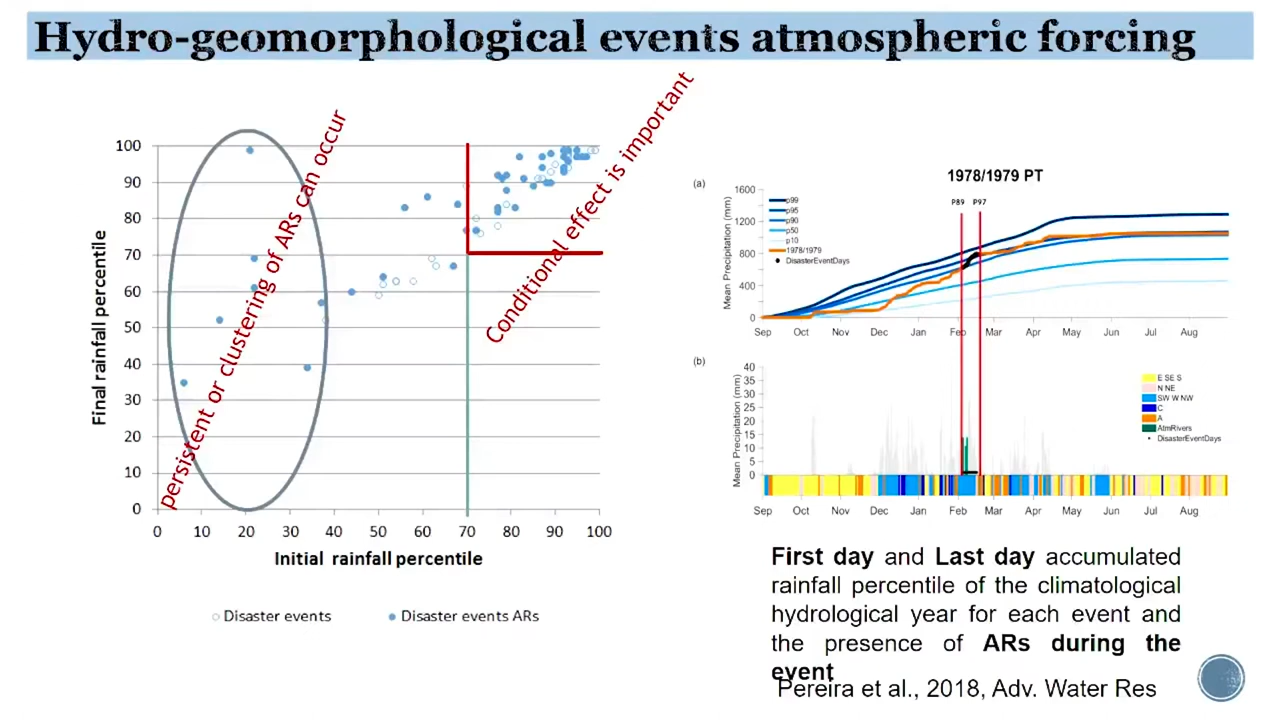 Hydro-geomorphological events atmospheric forcing
persistent or clustering of ARs can occur
Conditional effect is important
Final rainfall percentile
100
90
80
70
60
50
40
30
20
10
0
0 10 20 30 40 50 60 70 80 90 100
Initial rainfall percentile
Disaster events
Disaster events ARs
1978/1979 PT
(a)
Mean Precipitation (mm)
1600
1200
800
400
0
p99
p95
p90
p50
p10
1978/1979
DisasterEventDays
P89 P97
Sep Oct Nov Dec Jan Feb Mar Apr May Jun Jul Aug
(b)
Mean Precipitation (mm)
40
35
30
25
20
15
10
5
0
E SE S
N NE
SW W NW
C
A
AtmRivers
DisasterEventDays
Sep Oct Nov Dec Jan Feb Mar Apr May Jun Jul Aug
First day and Last day accumulated
rainfall percentile of the climatological
hydrological year for each event and
the presence of ARs during the
event
Pereira et al., 2018, Adv. Water Res